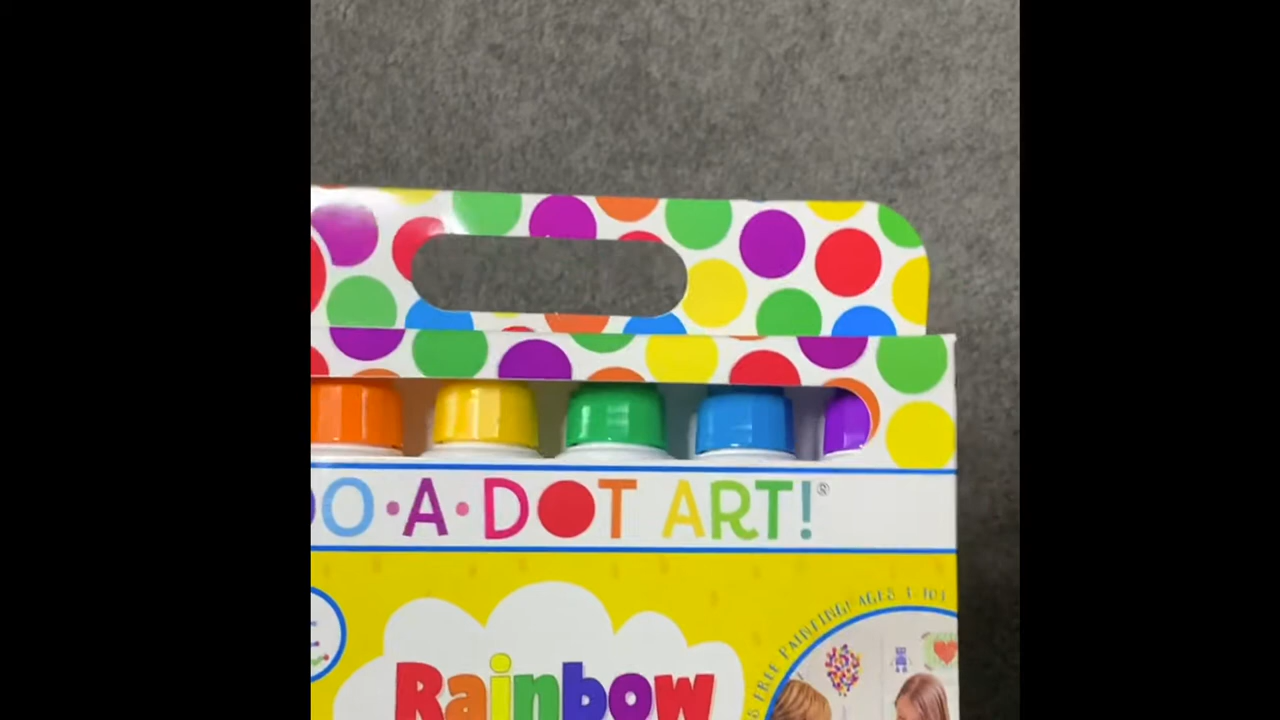 O•A•DOT ART!®
& FREE PAINTING! AGES 1-101
Rainbow